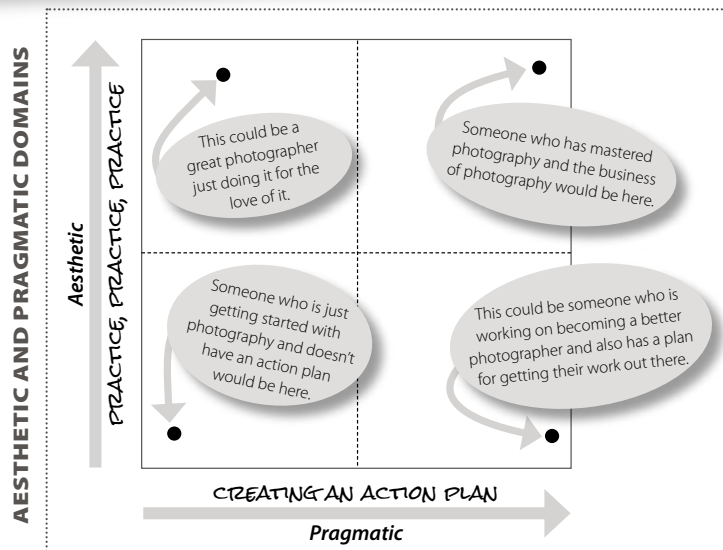 AESTHETIC AND PRAGMATIC DOMAINS
Aesthetic
PRACTICE, PRACTICE, PRACTICE
This could be a
great photographer
just doing it for the
love of it.
Someone who has mastered
photography and the business
of photography would be here.
Someone who is just
getting started with
photography and doesn't
have an action plan
would be here.
This could be someone who is
working on becoming a better
photographer and also has a plan
for getting their work out there.
CREATING AN ACTION PLAN
Pragmatic